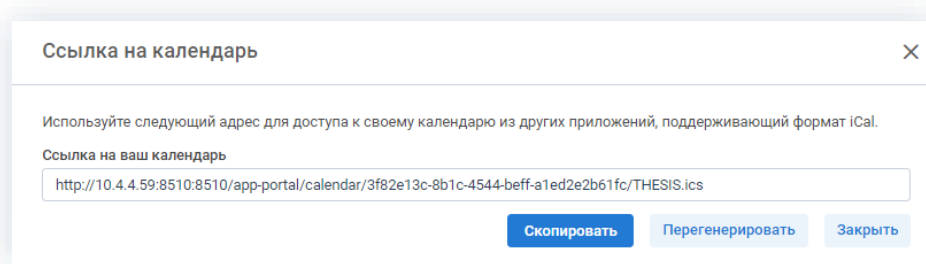 Ссылка на календарь
Используйте следующий адрес для доступа к своему календарю из других приложений, поддерживающий формат iCal.
Ссылка на ваш календарь
http://10.4.4.59:8510:8510/app-portal/calendar/3f82e13c-8b1c-4544-beff-a1ed2e2b61fc/THESIS.ics
Скопировать Перегенерировать Закрыть